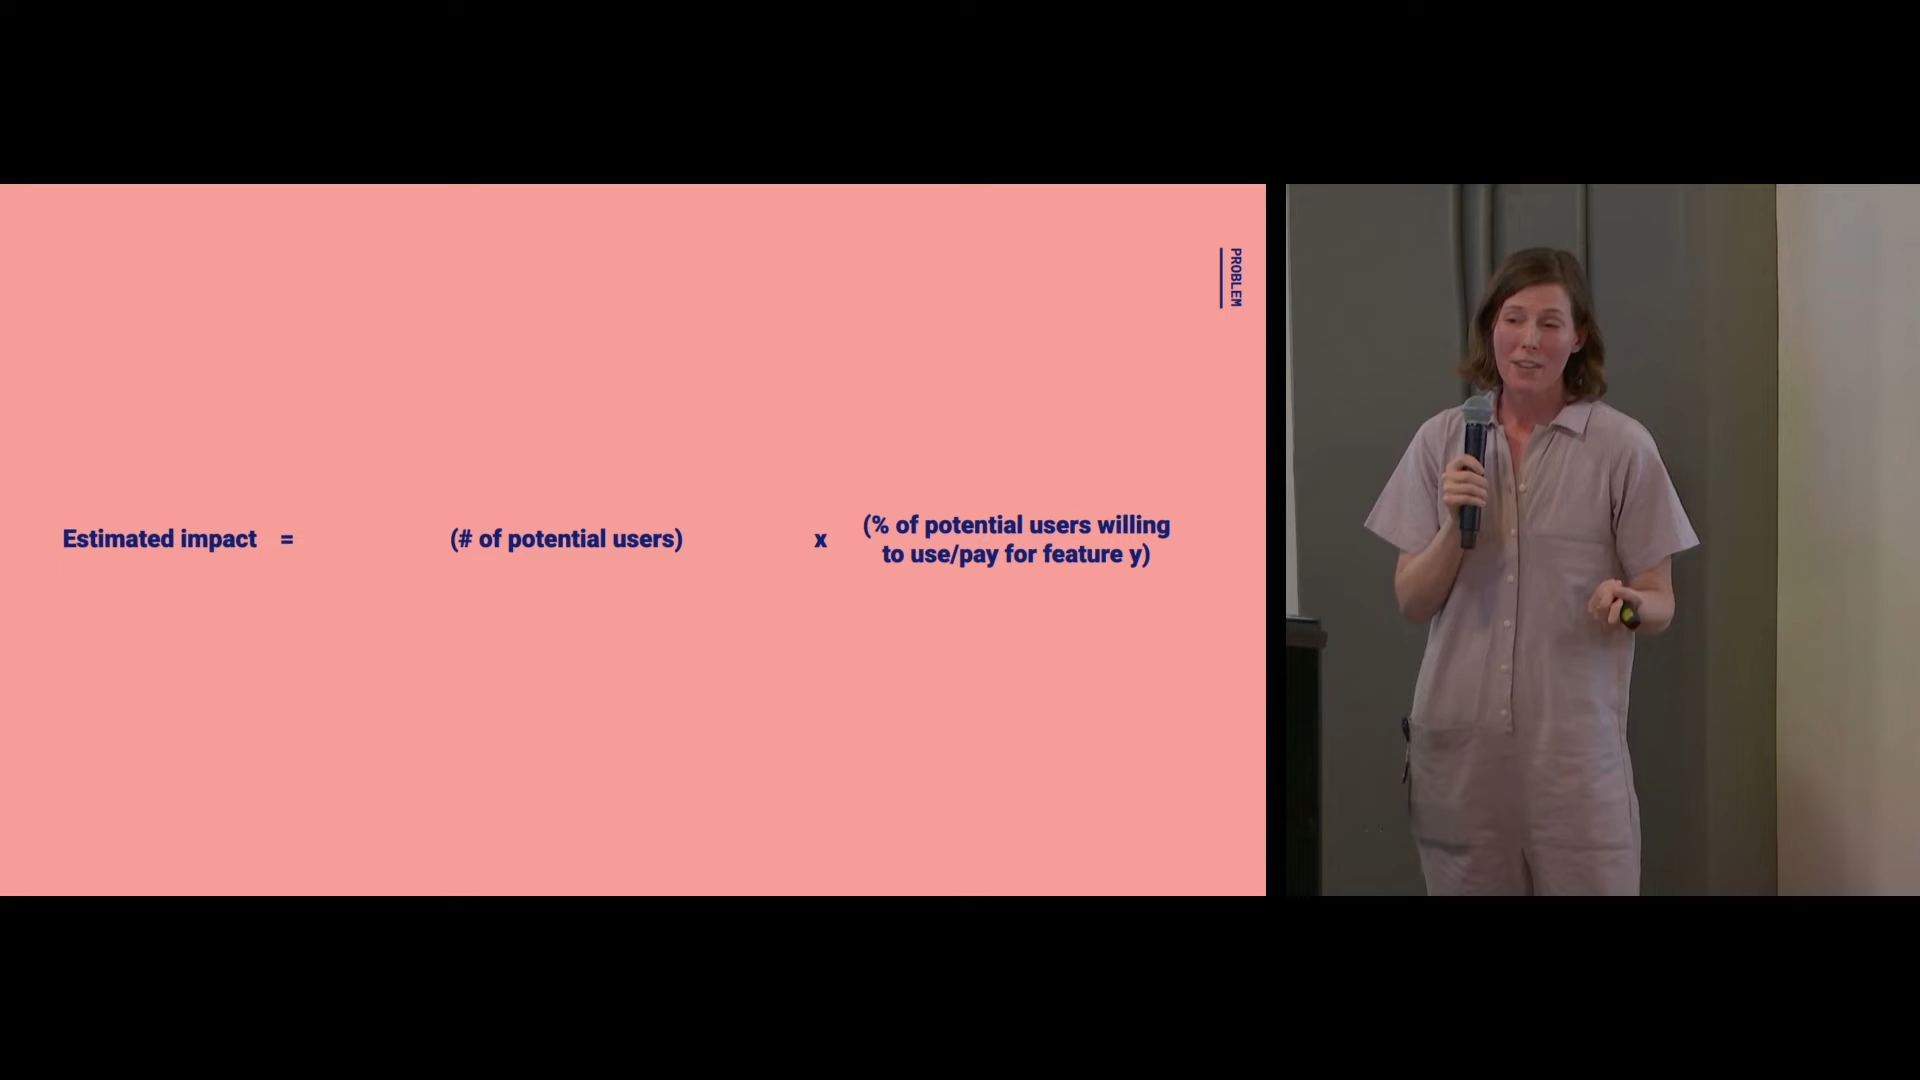 PROBLEM
Estimated impact = (# of potential users) x (% of potential users willing
to use/pay for feature y)